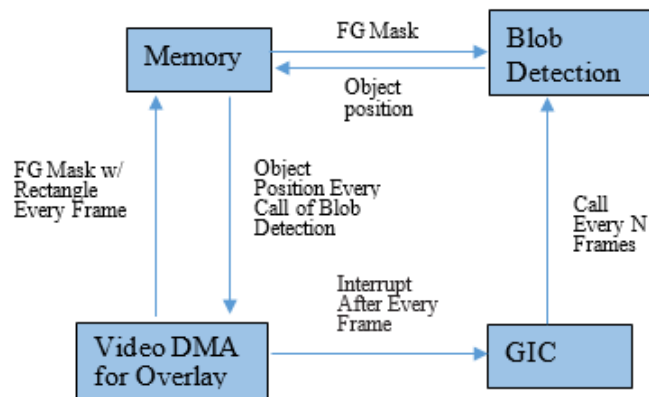 FG Mask
Memory
Blob
Detection
Object
position
FG Mask w/
Rectangle
Every Frame
Object
Position Every
Call of Blob
Detection
Call
Every N
Frames
Interrupt
After Every
Frame
Video DMA
for Overlay
GIC